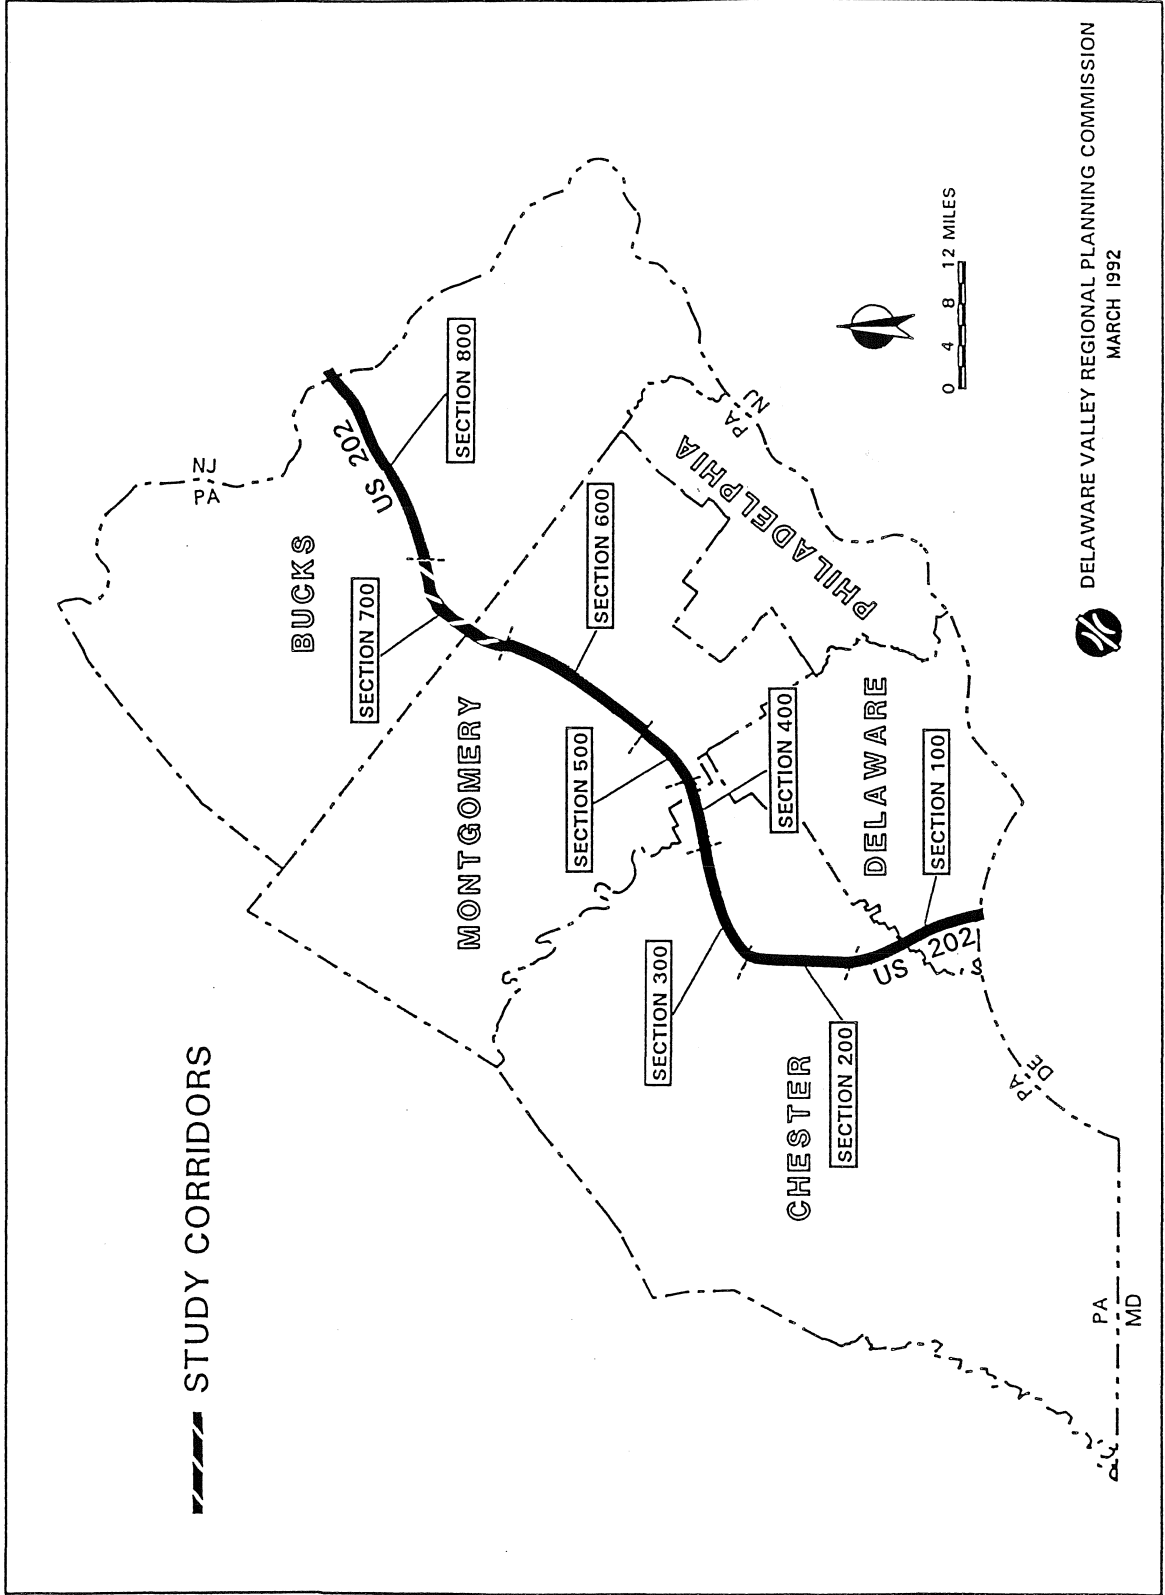 STUDY CORRIDORS
NJ
PA
BUCKS
US 202
SECTION 700
SECTION 800
MONTGOMERY
SECTION 600
SECTION 500
PHILADELPHIA
PA
NJ
SECTION 400
SECTION 300
DELAWARE
SECTION 100
CHESTER
SECTION 200
US 202
PA
DE
PA
MD
0 4 8 12 MILES
DELAWARE VALLEY REGIONAL PLANNING COMMISSION
MARCH 1992